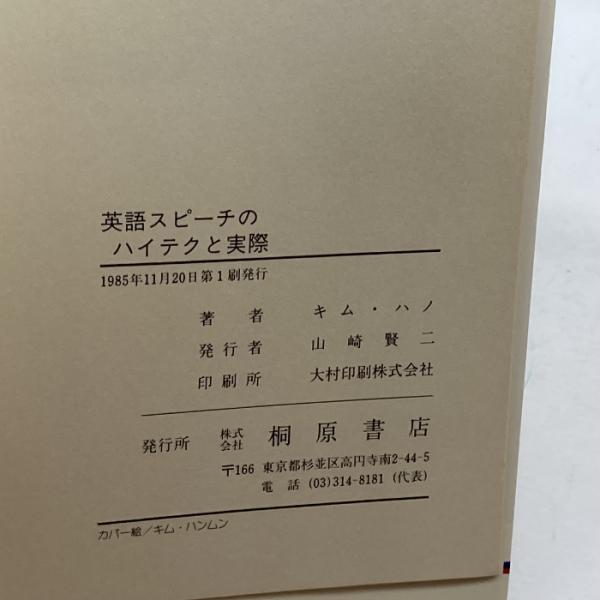 英語スピーチの
ハイテクと実際
1985年11月20日第1刷発行
著者 キム・ハノ
発行者 山崎賢二
印刷所 大村印刷株式会社
発行所 株式会社 桐原書店
〒166 東京都杉並区高円寺南2-44-5
電話 (03)314-8181 (代表)
カバー絵/キム・ハンムン